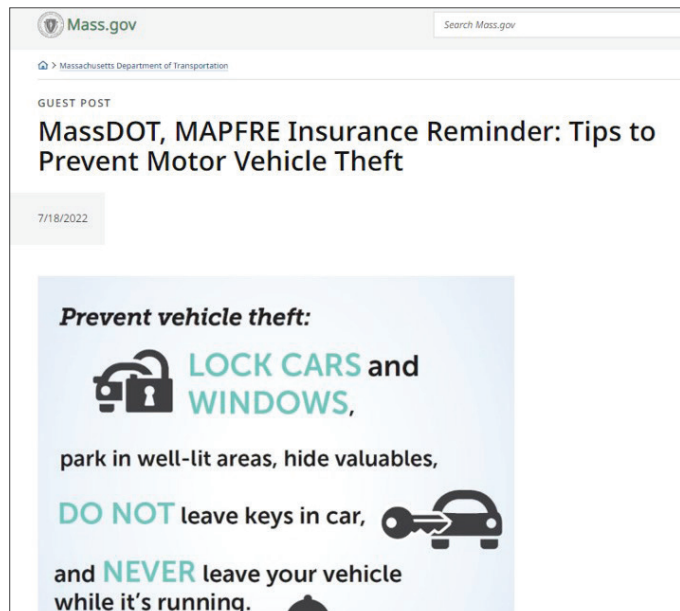 Mass.gov
Search Mass.gov
> Massachusetts Department of Transportation
GUEST POST
MassDOT, MAPFRE Insurance Reminder: Tips to
Prevent Motor Vehicle Theft
7/18/2022
Prevent vehicle theft:
LOCK CARS and
WINDOWS,
park in well-lit areas, hide valuables,
DO NOT leave keys in car,
and NEVER leave your vehicle
while it's running.